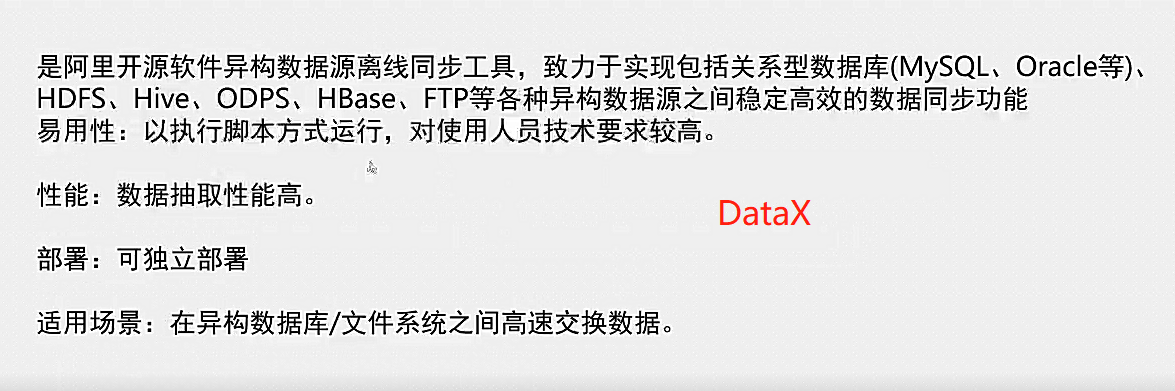 是阿里开源软件异构数据源离线同步工具，致力于实现包括关系型数据库(MySQL、Oracle等)、
HDFS、Hive、ODPS、HBase、FTP等各种异构数据源之间稳定高效的数据同步功能
易用性：以执行脚本方式运行，对使用人员技术要求较高。
性能：数据抽取性能高。
DataX
部署：可独立部署
适用场景：在异构数据库/文件系统之间高速交换数据。